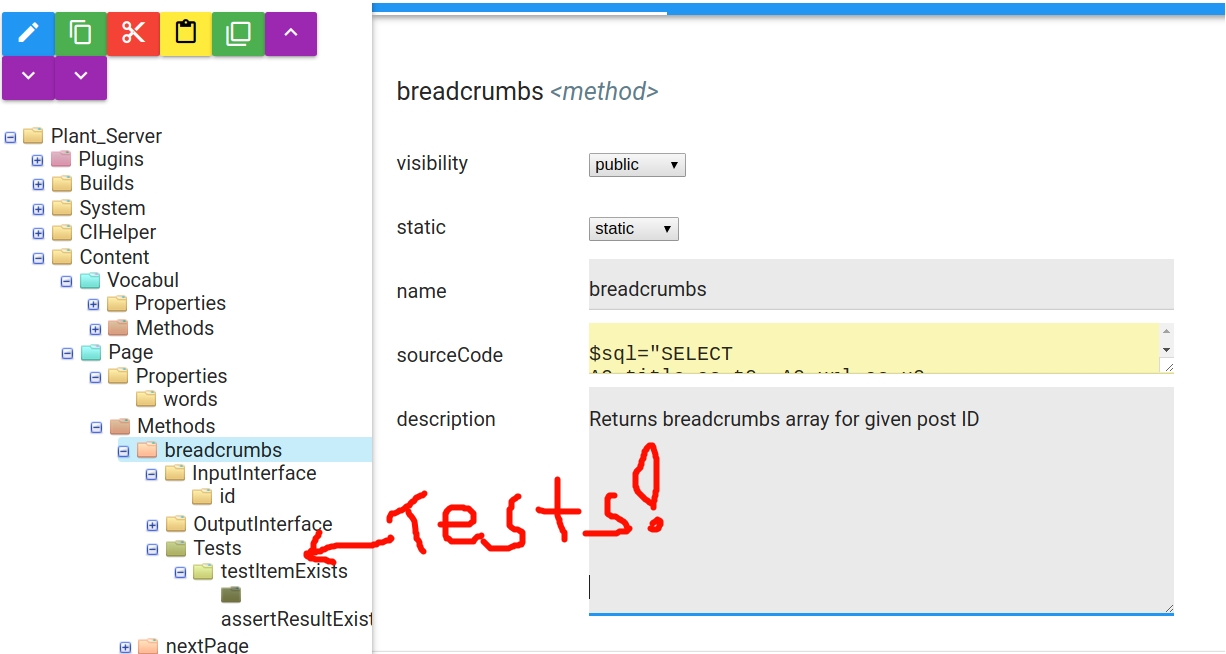 Plant_Server
Plugins
Builds
System
CIHelper
Content
Vocabul
Properties
Methods
Page
Properties
words
Methods
breadcrumbs
InputInterface
id
OutputInterface
Tests
testItemExists
assertResultExist
nextPage
breadcrumbs <method>
visibility public
static static
name breadcrumbs
sourceCode $sql="SELECT
description Returns breadcrumbs array for given post ID
Tests!